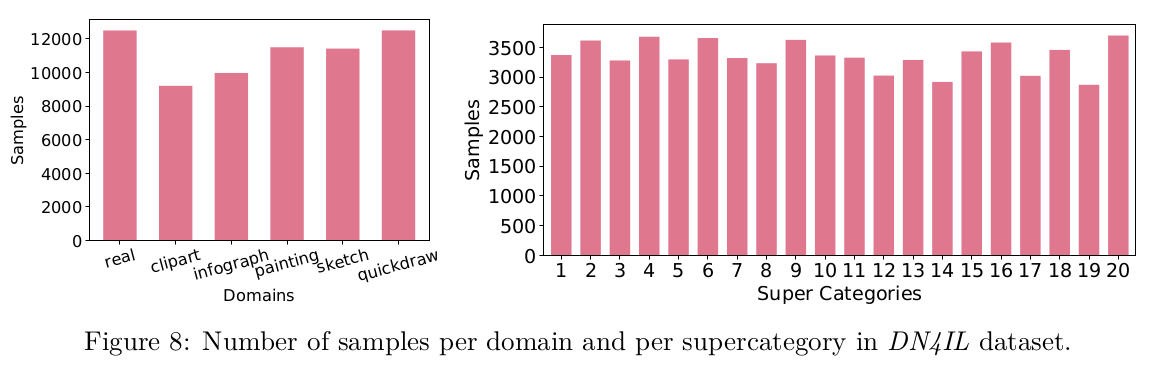 12000
10000
8000
6000
4000
2000
0
Samples
real clipart infograph painting sketch quickdraw
Domains
3500
3000
2500
2000
1500
1000
500
0
Samples
1 2 3 4 5 6 7 8 9 10 11 12 13 14 15 16 17 18 19 20
Super Categories
Figure 8: Number of samples per domain and per supercategory in DN4IL dataset.